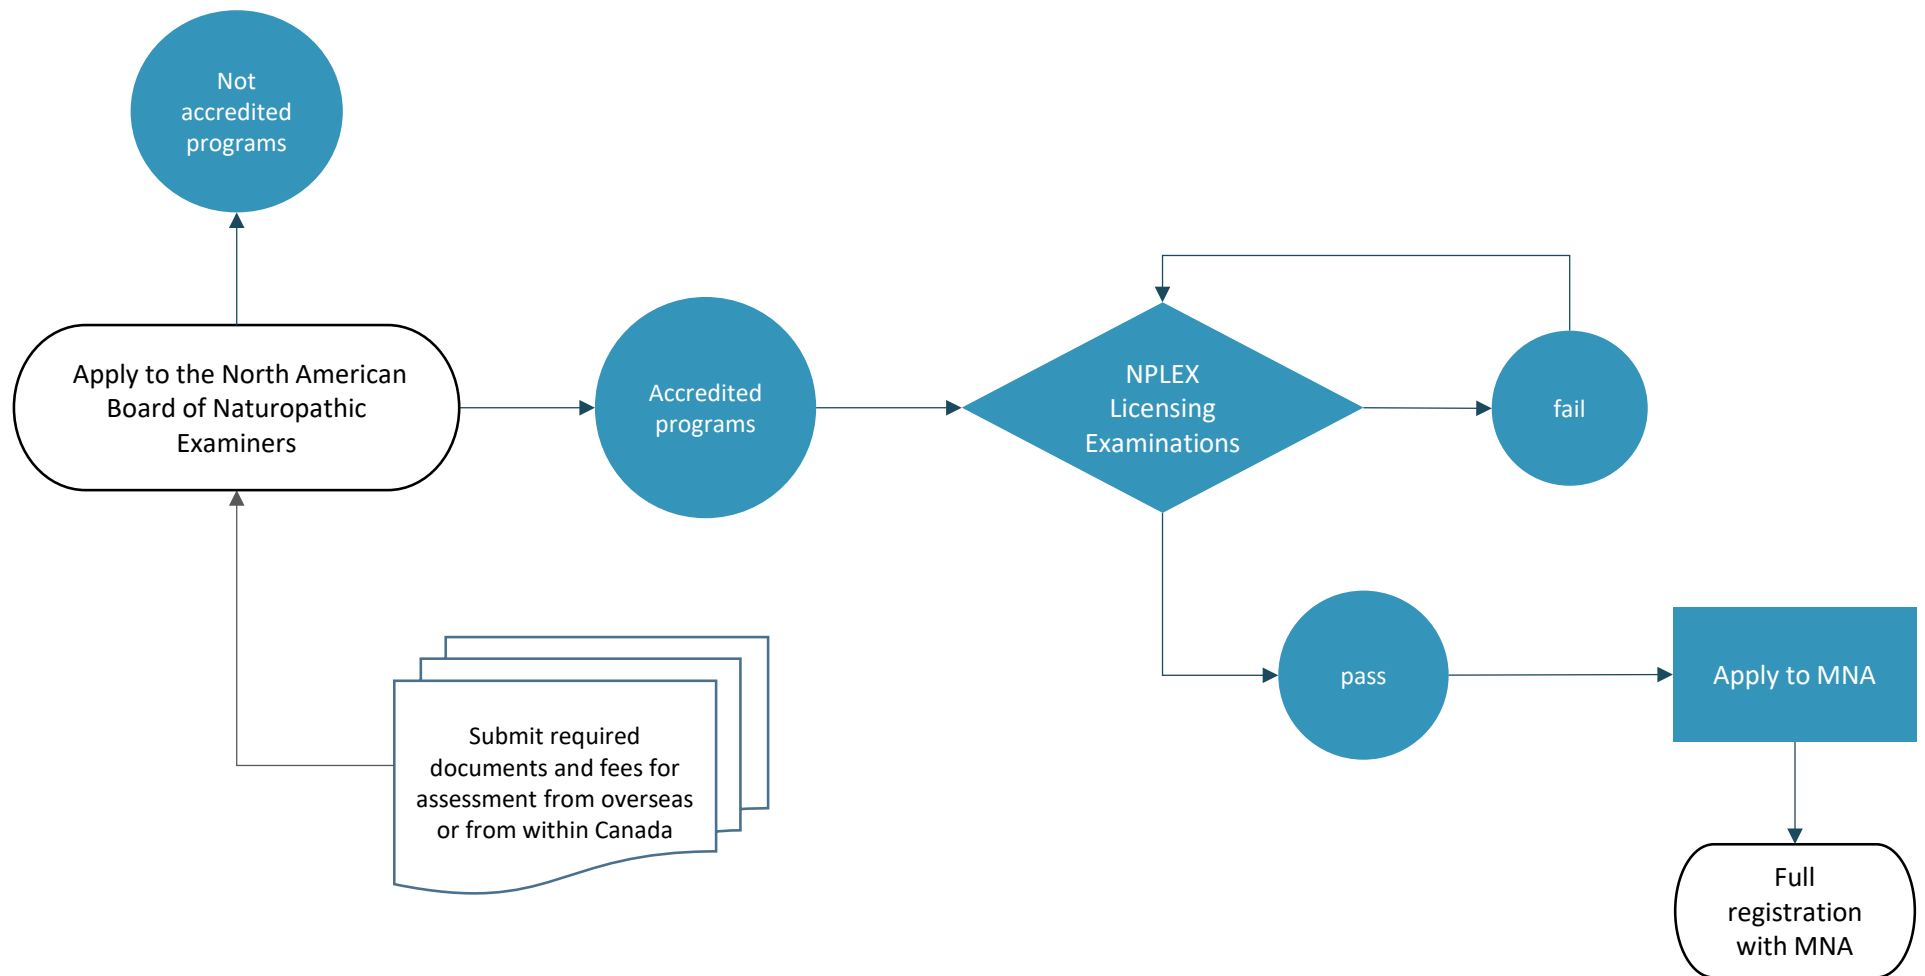 Not
accredited
programs
Apply to the North American
Board of Naturopathic
Examiners
Accredited
programs
NPLEX
Licensing
Examinations
fail
Submit required
documents and fees for
assessment from overseas
or from within Canada
pass
Apply to MNA
Full
registration
with MNA